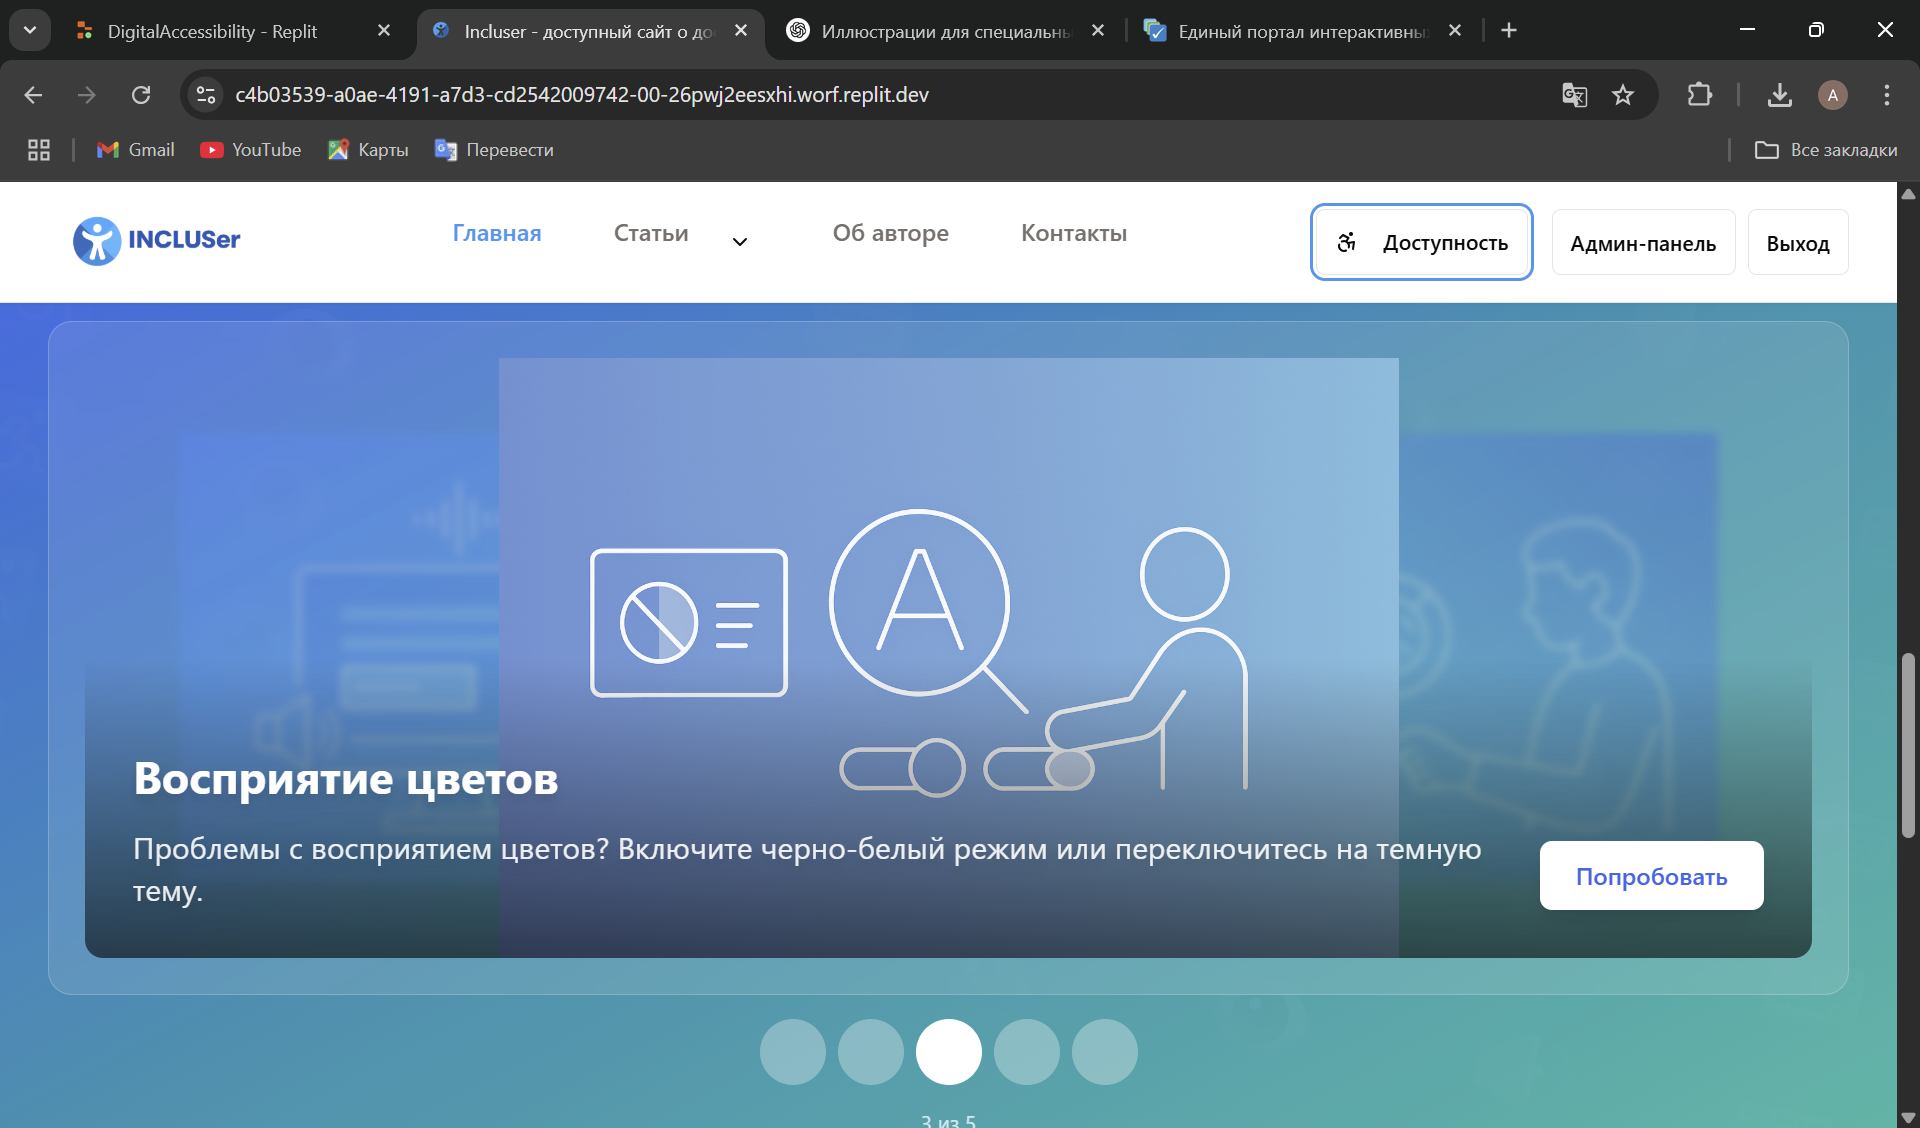 DigitalAccessibility - Replit
Incluser - доступный сайт о до
Иллюстрации для специальны
Единый портал интерактивны
c4b03539-a0ae-4191-a7d3-cd2542009742-00-26pwj2eesxhi.worf.replit.dev
A
Gmail
YouTube
Карты
Перевести
Все закладки
INCLUSer
Главная
Статьи
Об авторе
Контакты
Доступность
Админ-панель
Выход
A
Восприятие цветов
Проблемы с восприятием цветов? Включите черно-белый режим или переключитесь на темную
тему.
Попробовать
3 из 5